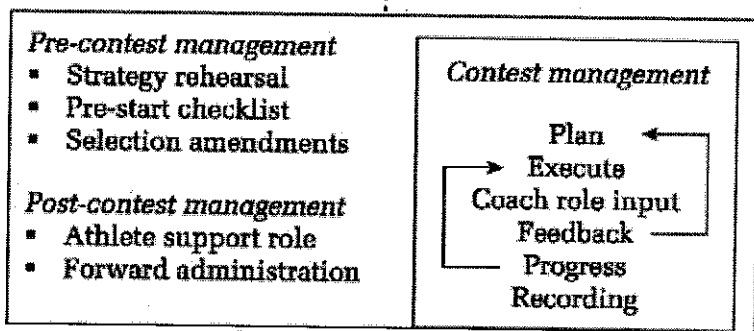 Pre-contest management
▪ Strategy rehearsal
▪ Pre-start checklist
▪ Selection amendments
Post-contest management
▪ Athlete support role
▪ Forward administration
Contest management
Plan
Execute
Coach role input
Feedback
Progress
Recording